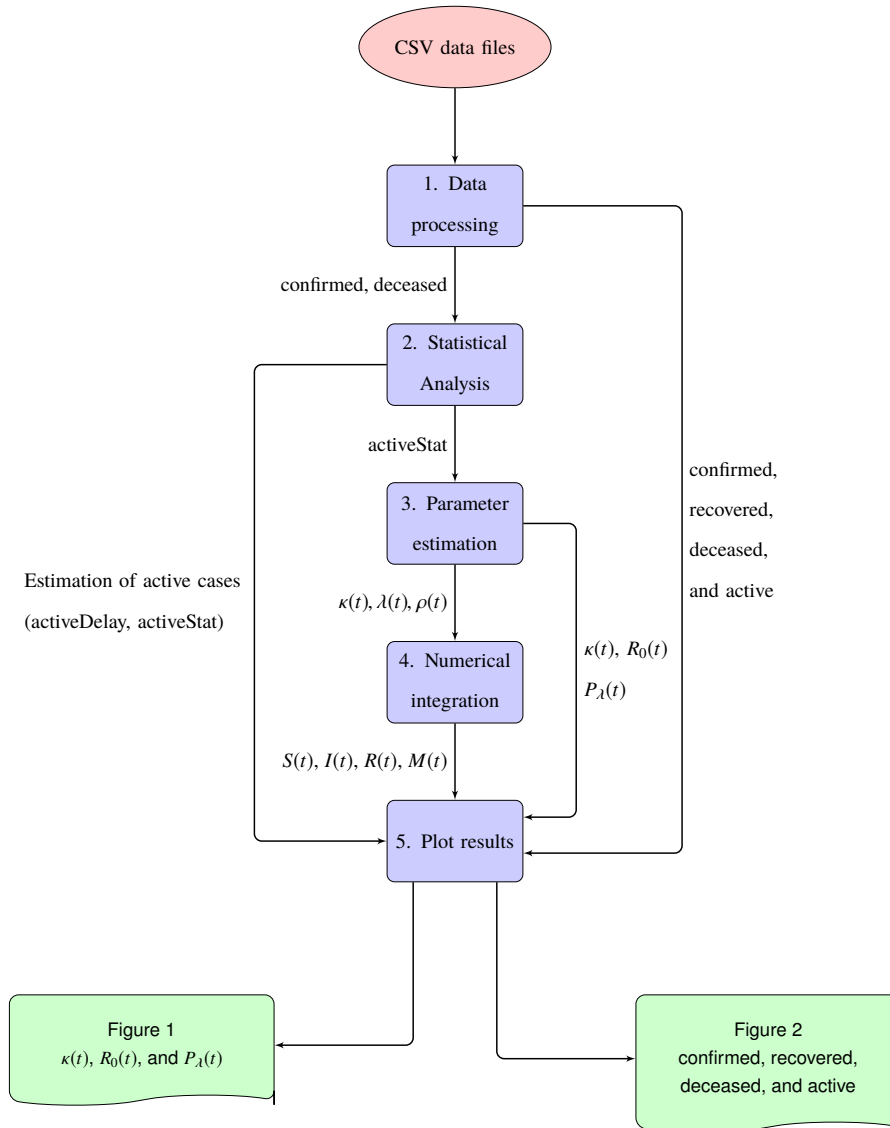 CSV data files
1. Data
processing
confirmed, deceased
2. Statistical
Analysis
activeStat
confirmed,
recovered,
deceased,
and active
3. Parameter
estimation
Estimation of active cases
(activeDelay, activeStat)
κ(t), λ(t), ρ(t)
κ(t), R₀(t)
P_λ(t)
4. Numerical
integration
S(t), I(t), R(t), M(t)
5. Plot results
Figure 1
κ(t), R₀(t), and P_λ(t)
Figure 2
confirmed, recovered,
deceased, and active